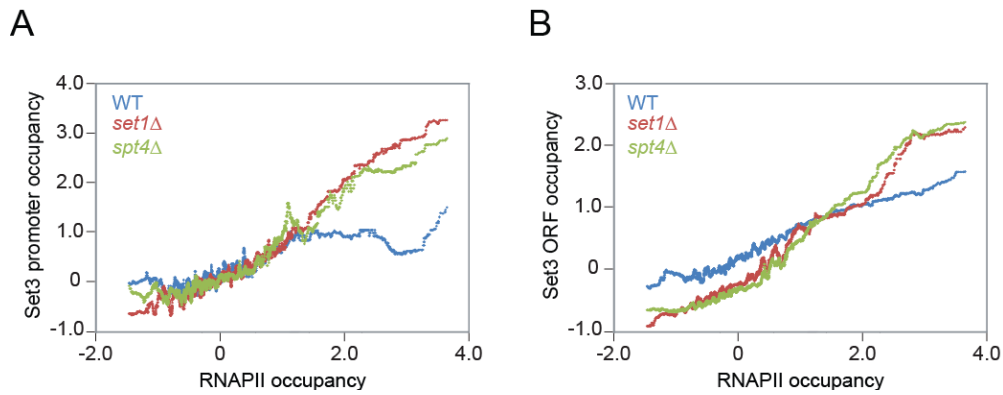 A
B
4.0
3.0
2.0
1.0
0
-1.0
-2.0
0
2.0
4.0
WT
set1Δ
spt4Δ
Set3 promoter occupancy
RNAPII occupancy
3.0
2.0
1.0
0
-1.0
-2.0
0
2.0
4.0
WT
set1Δ
spt4Δ
Set3 ORF occupancy
RNAPII occupancy